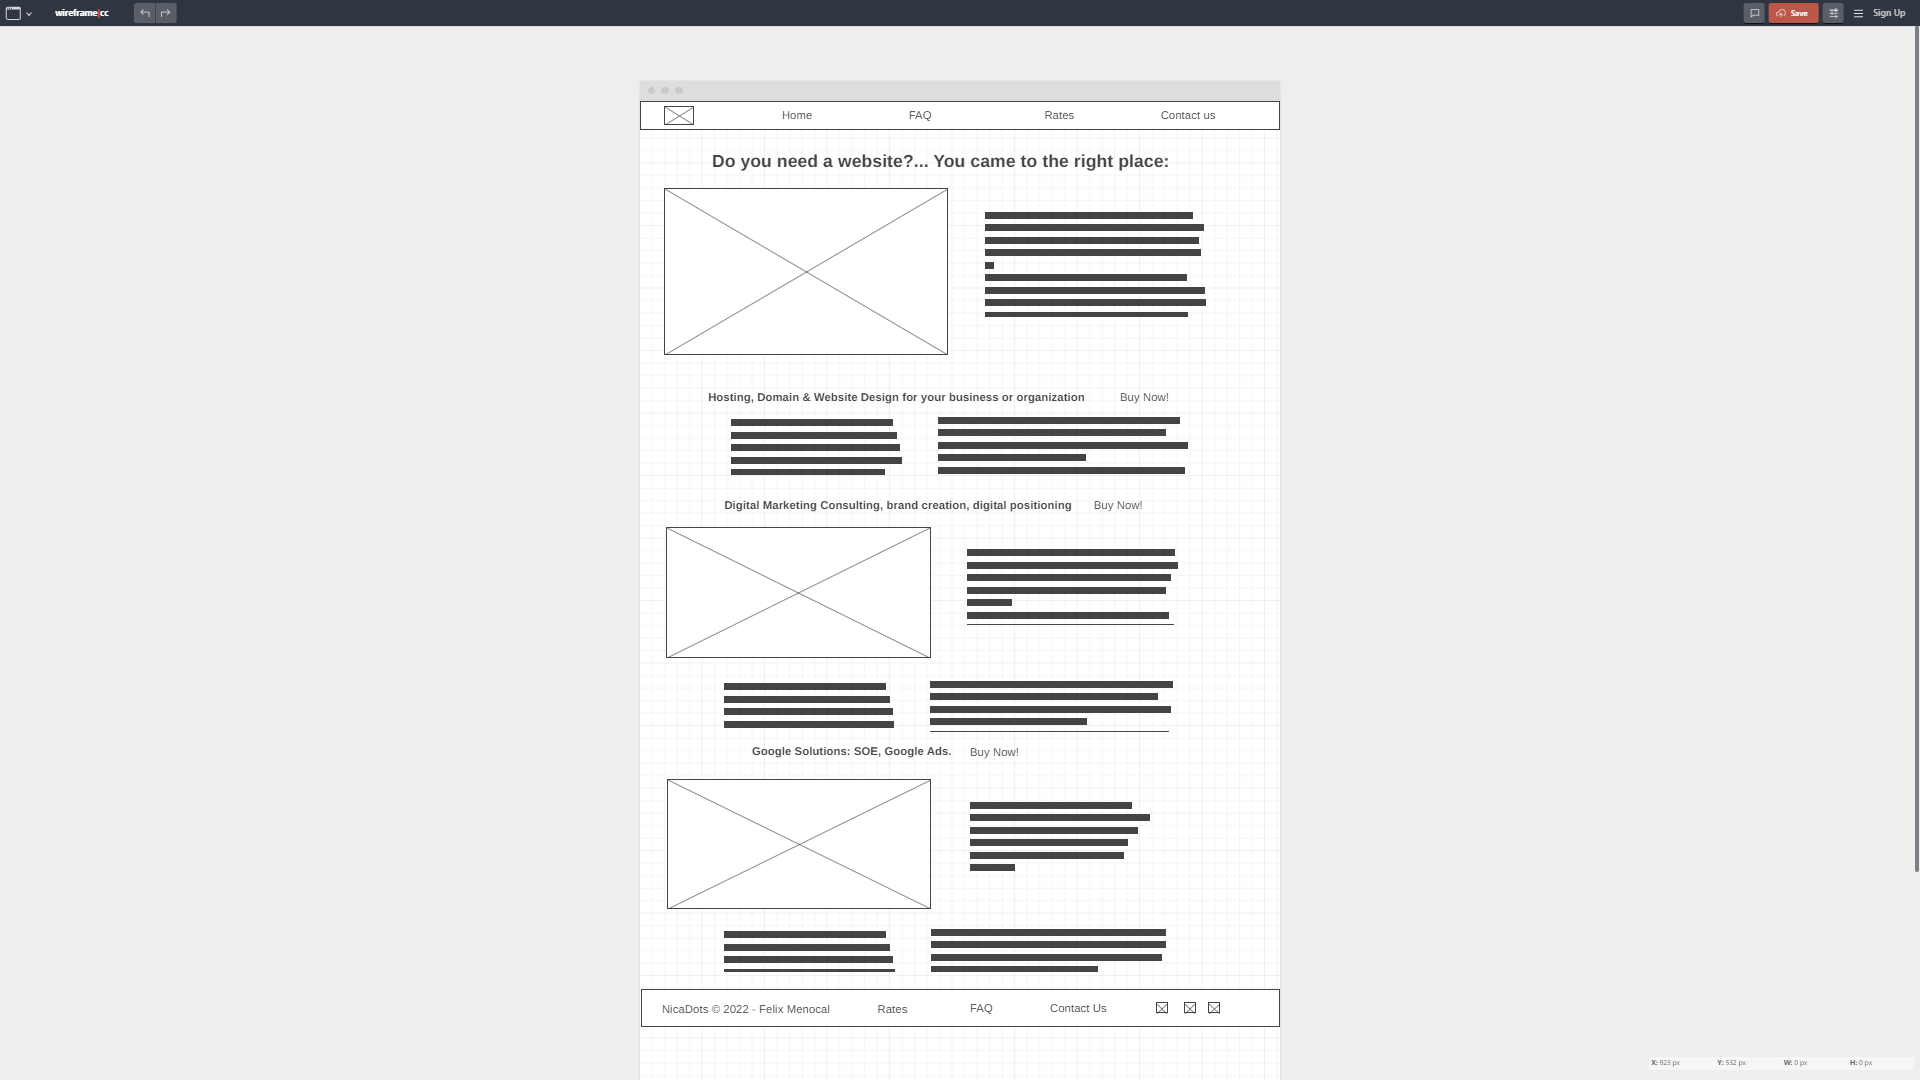 wireframe|cc
Save
Sign Up
Home FAQ Rates Contact us
Do you need a website?... You came to the right place:
Hosting, Domain & Website Design for your business or organization Buy Now!
Digital Marketing Consulting, brand creation, digital positioning Buy Now!
Google Solutions: SOE, Google Ads. Buy Now!
NicaDots © 2022 - Felix Menocal Rates FAQ Contact Us
X: 923 px Y: 532 px W: 0 px H: 0 px